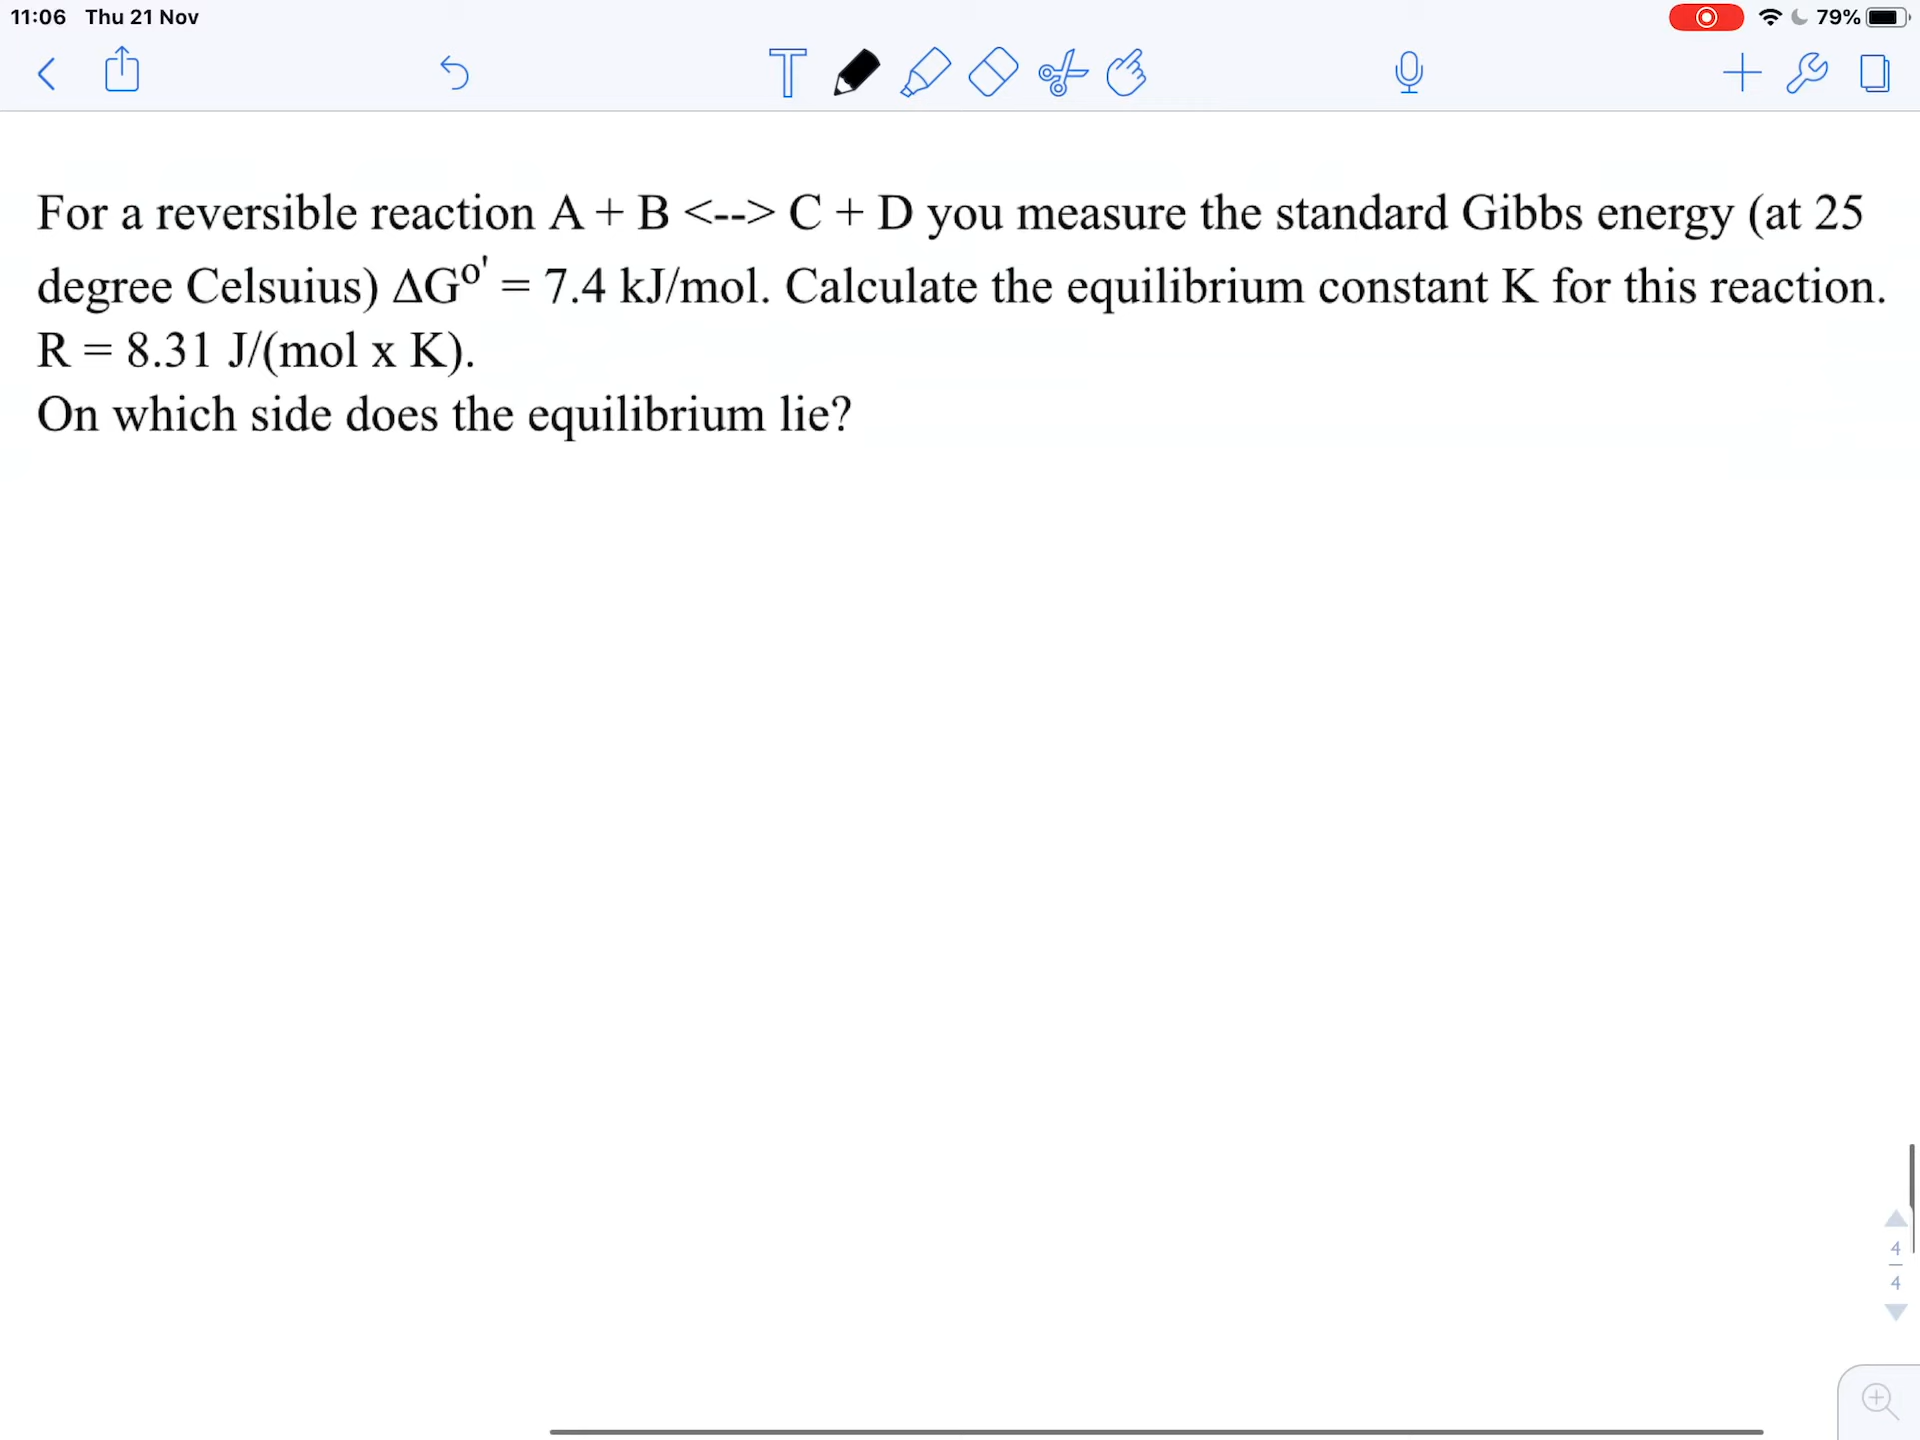 11:06 Thu 21 Nov
79%
T
For a reversible reaction A + B <--> C + D you measure the standard Gibbs energy (at 25
degree Celsuius) ΔGo' = 7.4 kJ/mol. Calculate the equilibrium constant K for this reaction.
R = 8.31 J/(mol x K).
On which side does the equilibrium lie?
4
4